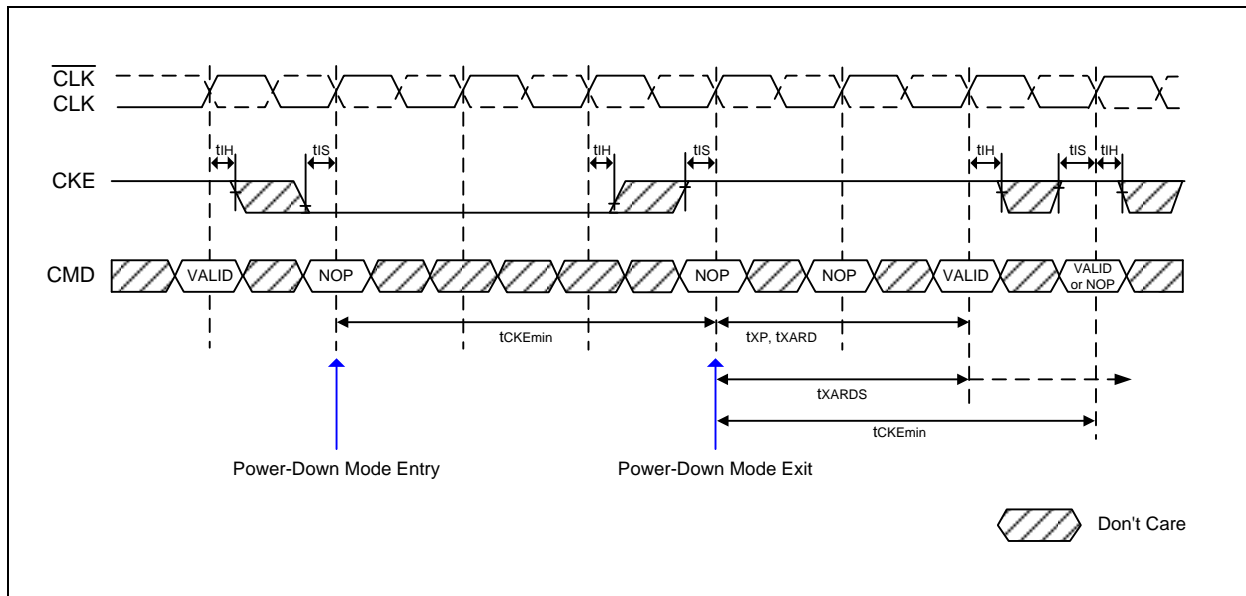 CLK
CLK
tIH
tIS
tIH
tIS
tIH
tIS
tIH
CKE
CMD
VALID
NOP
NOP
NOP
VALID
VALID
or NOP
tCKEmin
tXP, tXARD
tXARDS
tCKEmin
Power-Down Mode Entry
Power-Down Mode Exit
Don't Care